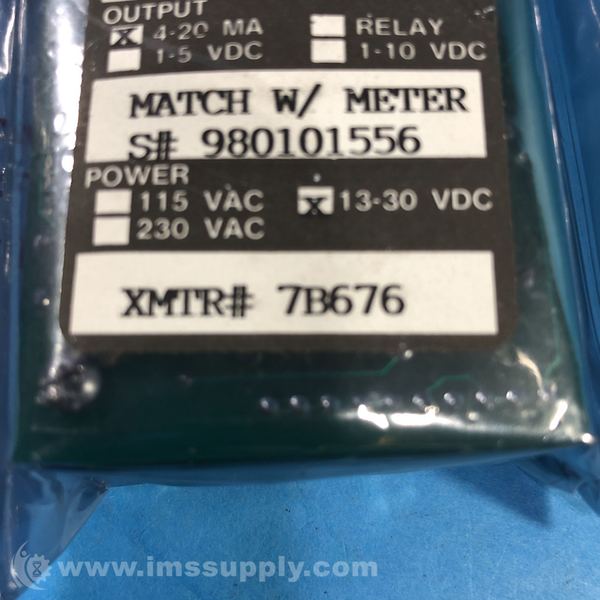 OUTPUT
X 4-20 MA RELAY
1-5 VDC 1-10 VDC
MATCH W/ METER
S# 980101556
POWER
115 VAC X 13-30 VDC
230 VAC
XMTR# 7B676
www.imssupply.com